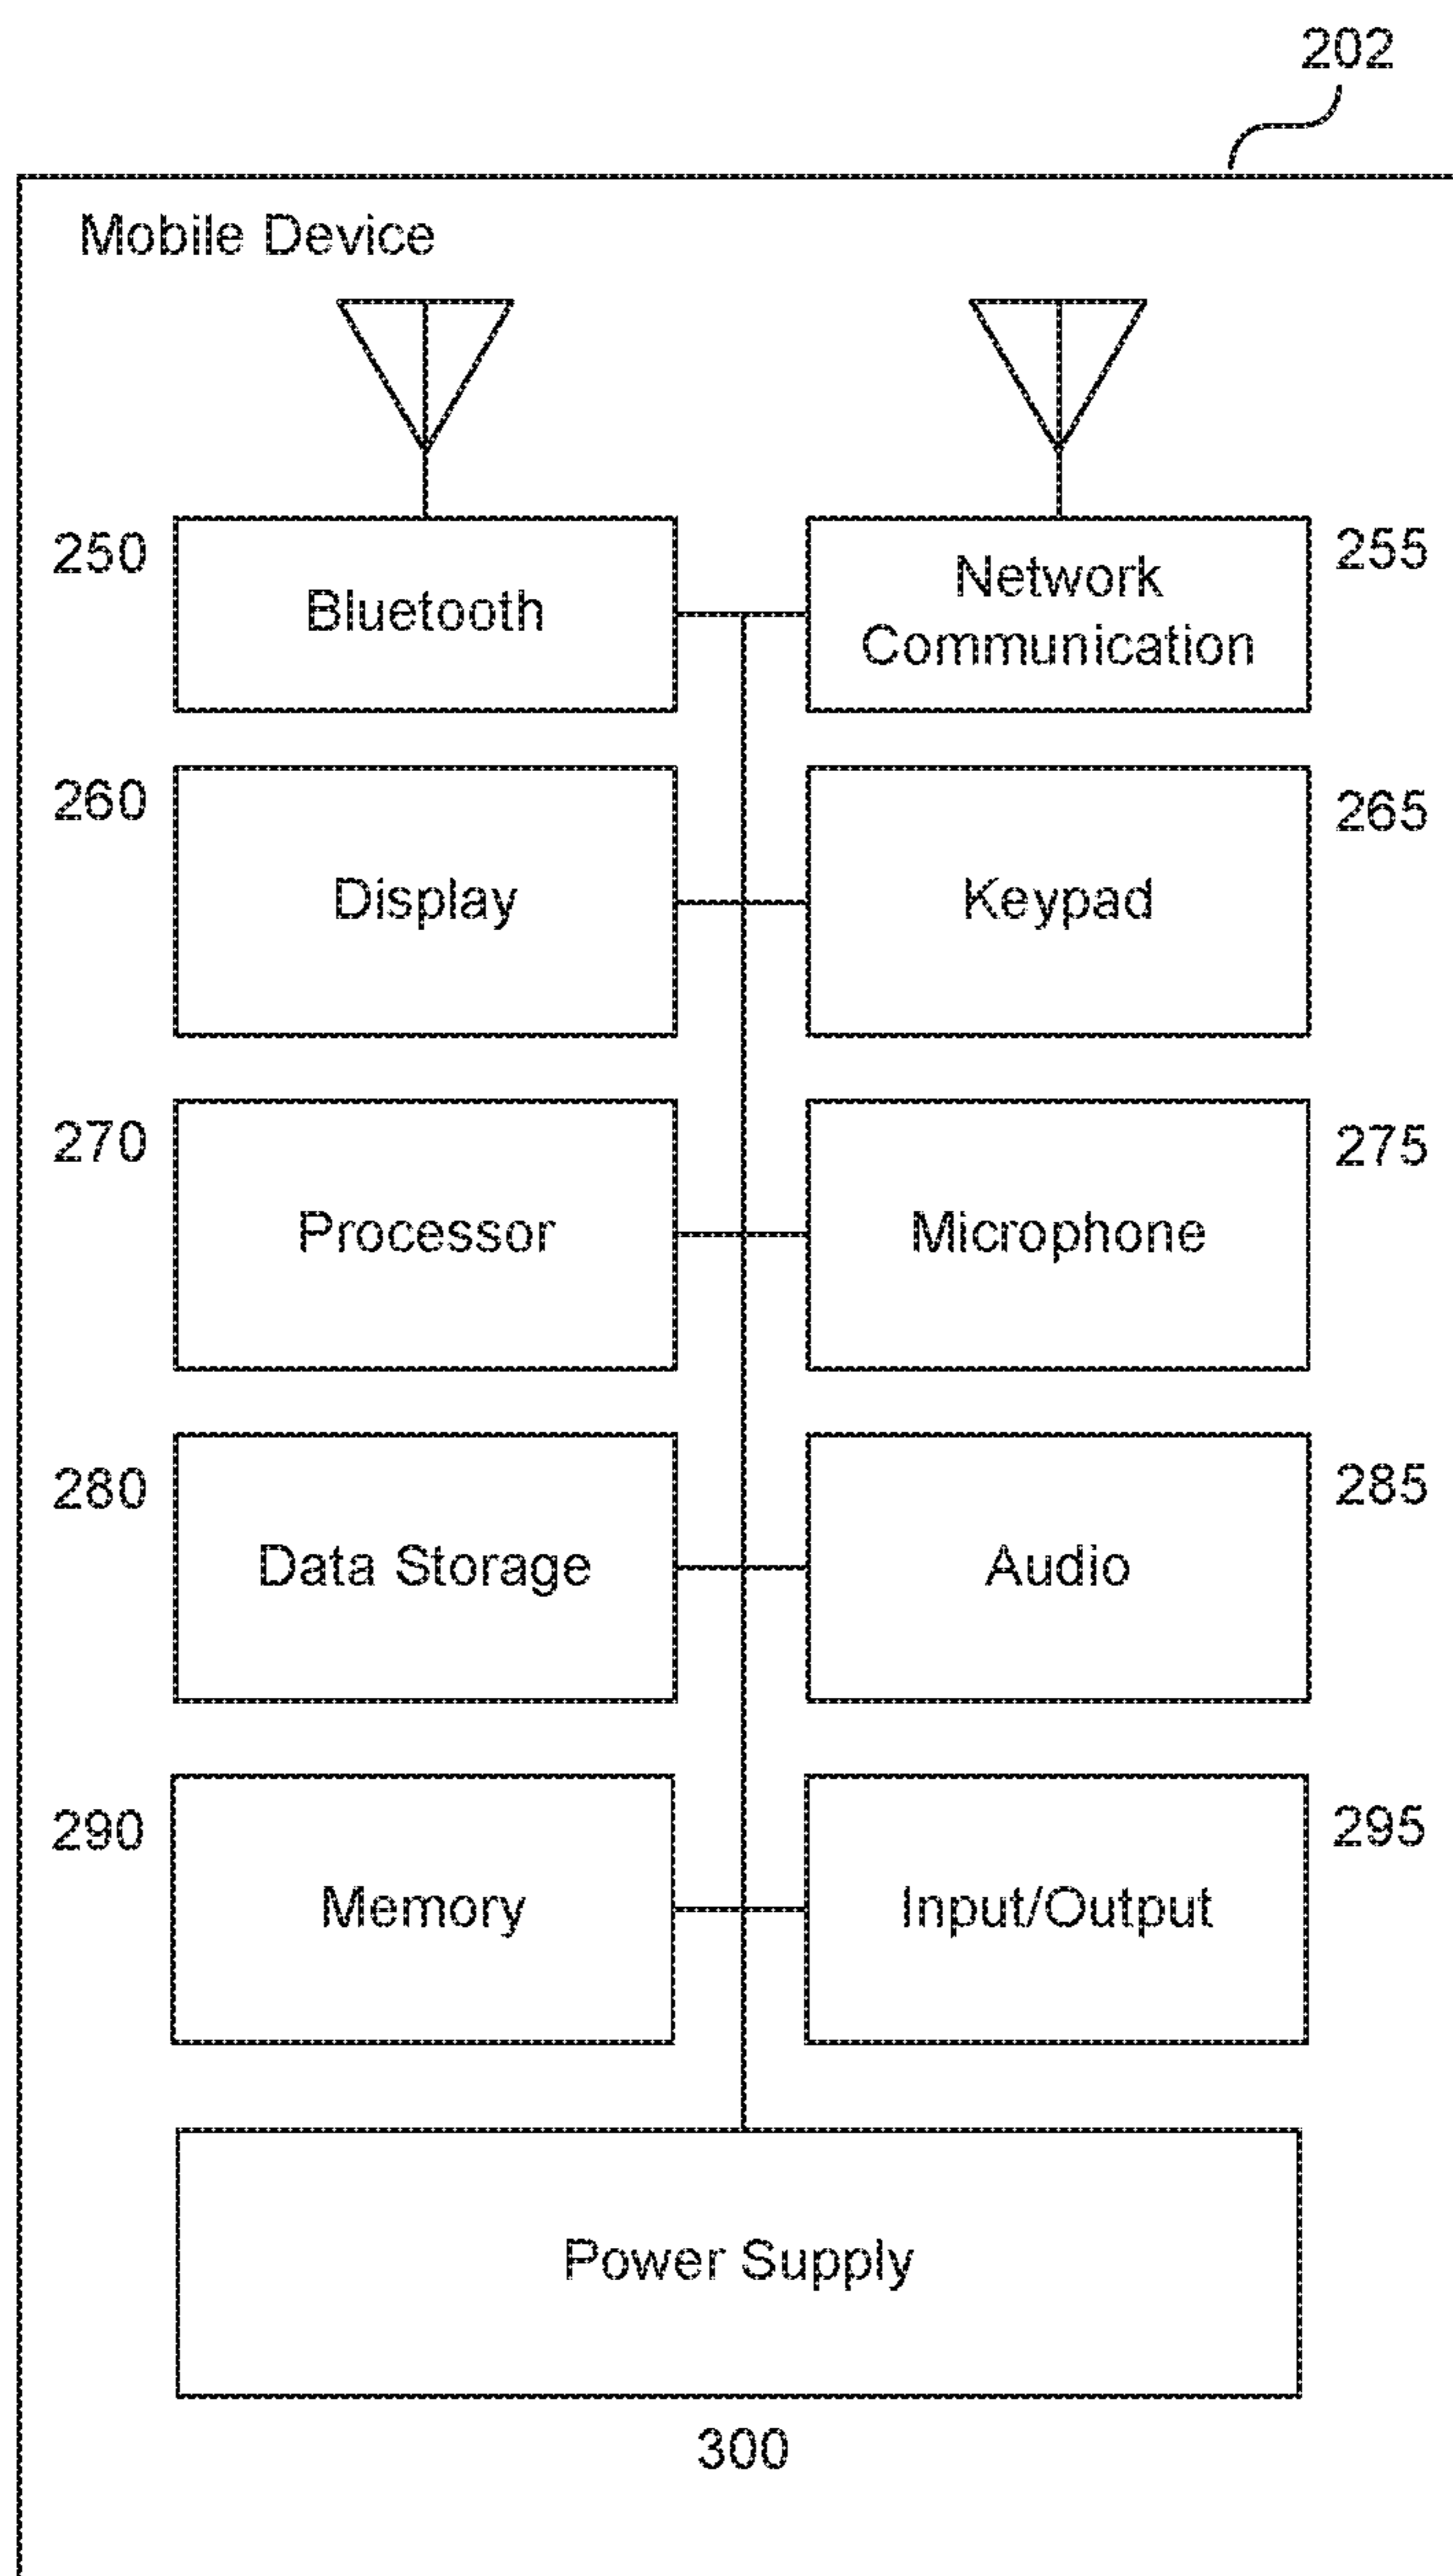 202
Mobile Device
250
Bluetooth
Network
Communication
255
260
Display
Keypad
265
270
Processor
Microphone
275
280
Data Storage
Audio
285
290
Memory
Input/Output
295
Power Supply
300